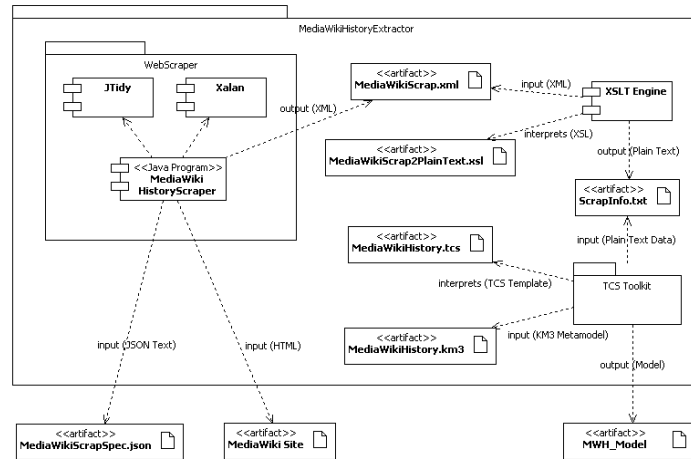 MediaWikiHistoryExtractor
WebScraper
JTidy
Xalan
<<Java Program>>
MediaWiki
HistoryScraper
output (XML)
<<artifact>>
MediaWikiScrap.xml
input (XML)
XSLT Engine
interprets (XSL)
<<artifact>>
MediaWikiScrap2PlainText.xsl
output (Plain Text)
<<artifact>>
ScrapInfo.txt
input (Plain Text Data)
<<artifact>>
MediaWikiHistory.tcs
interprets (TCS Template)
TCS Toolkit
<<artifact>>
MediaWikiHistory.km3
input (KM3 Metamodel)
input (JSON Text)
input (HTML)
output (Model)
<<artifact>>
MediaWikiScrapSpec.json
<<artifact>>
MediaWiki Site
<<artifact>>
MWH_Model